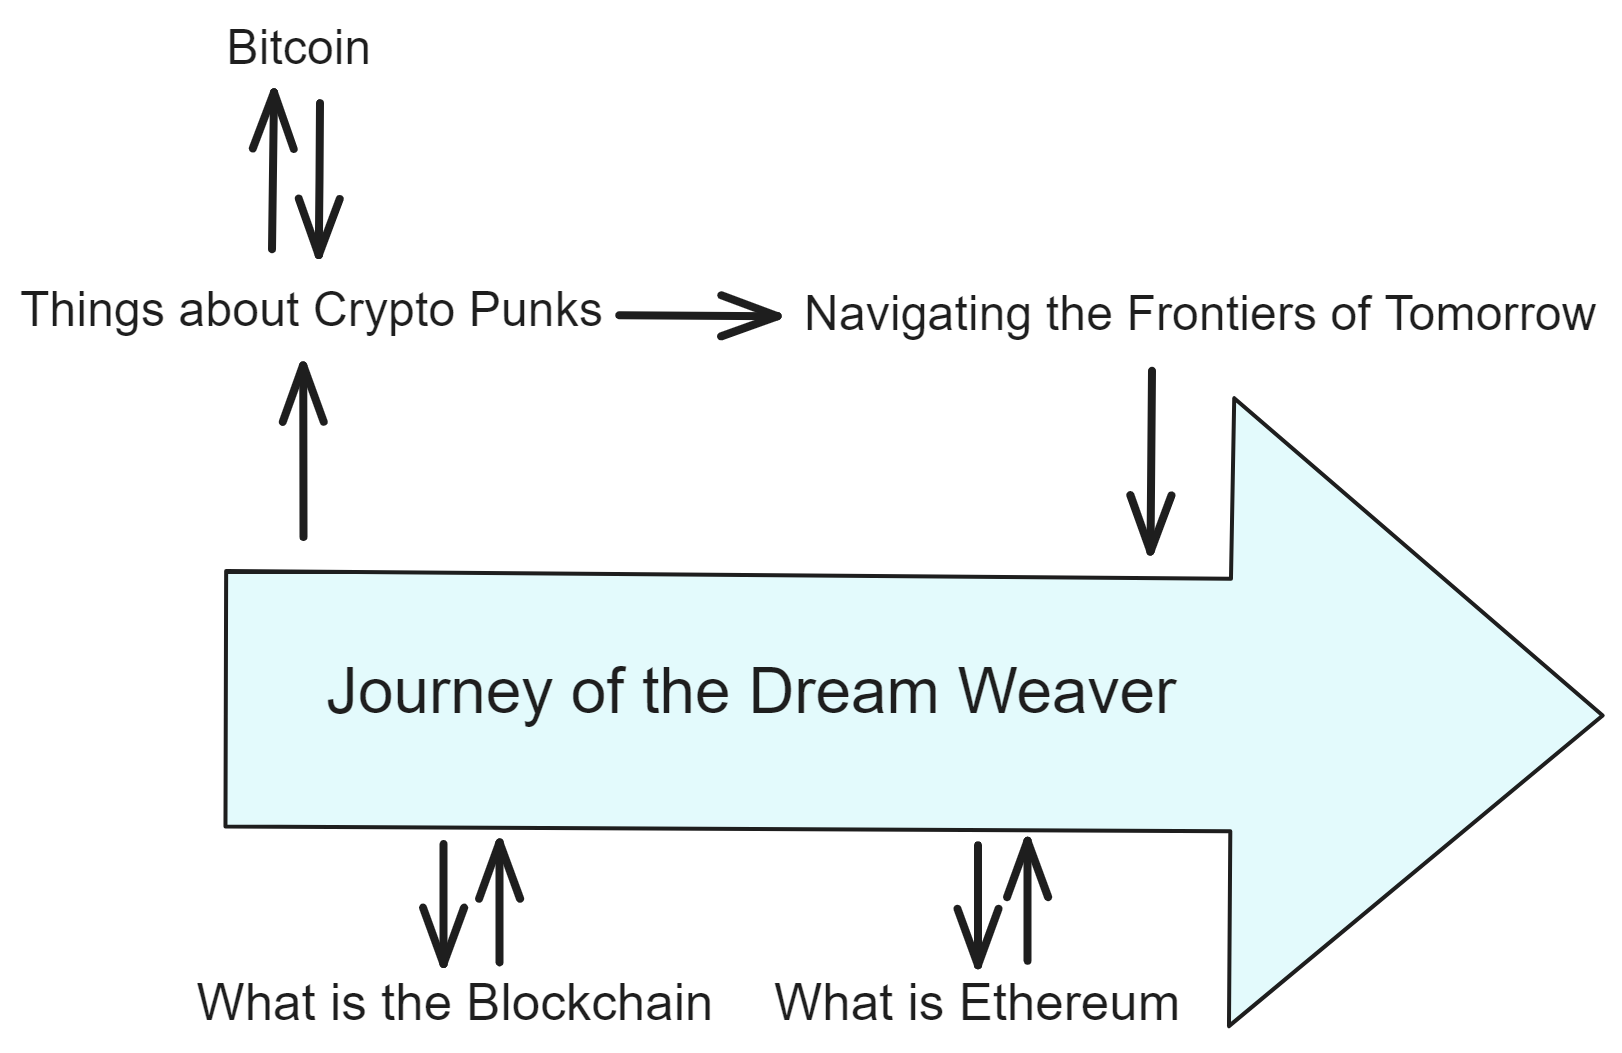 Bitcoin
Things about Crypto Punks
Navigating the Frontiers of Tomorrow
Journey of the Dream Weaver
What is the Blockchain
What is Ethereum